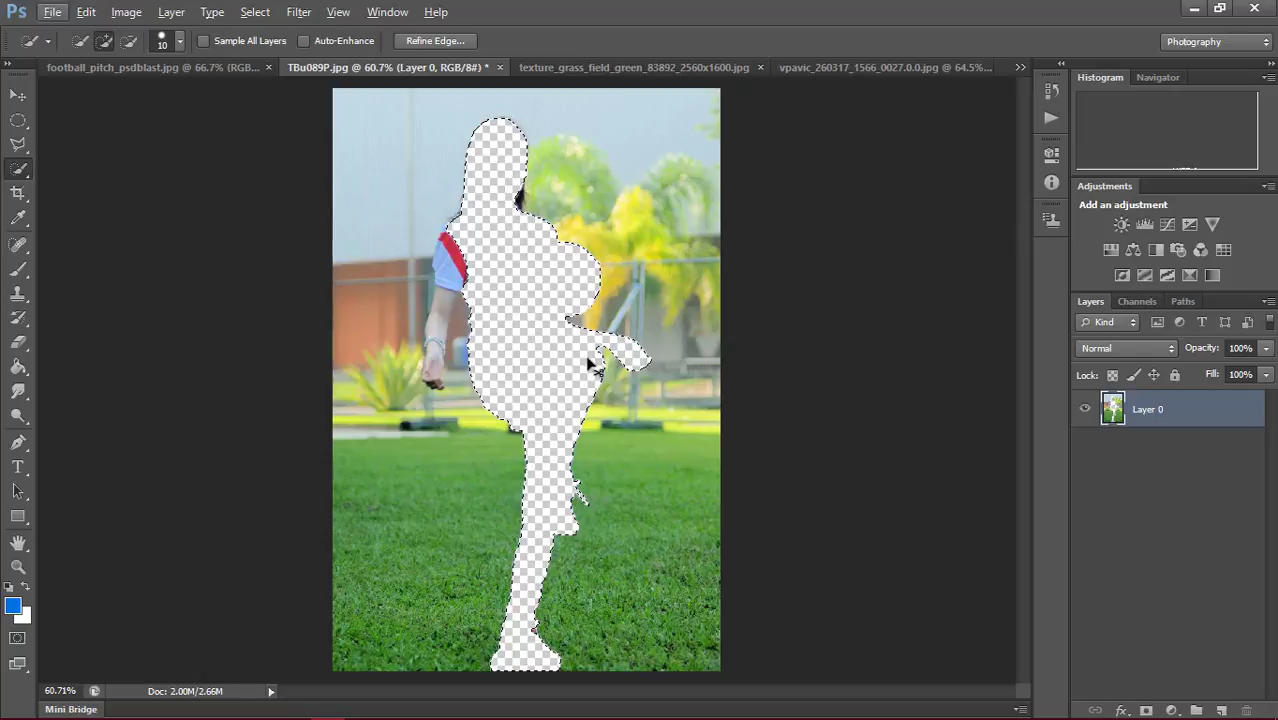 Ps File Edit Image Layer Type Select Filter View Window Help
10 Sample All Layers Auto-Enhance Refine Edge... Photography
football_pitch_psdblast.jpg @ 66.7% (RGB... × TBu089P.jpg @ 60.7% (Layer 0, RGB/8#) * × texture_grass_field_green_83892_2560x1600.jpg × vpavic_260317_1566_0027.0.0.jpg @ 64.5%...
Histogram Navigator
Adjustments
Add an adjustment
Layers Channels Paths
Kind
Normal Opacity: 100%
Lock: Fill: 100%
Layer 0
60.71% Doc: 2.00M/2.66M
Mini Bridge